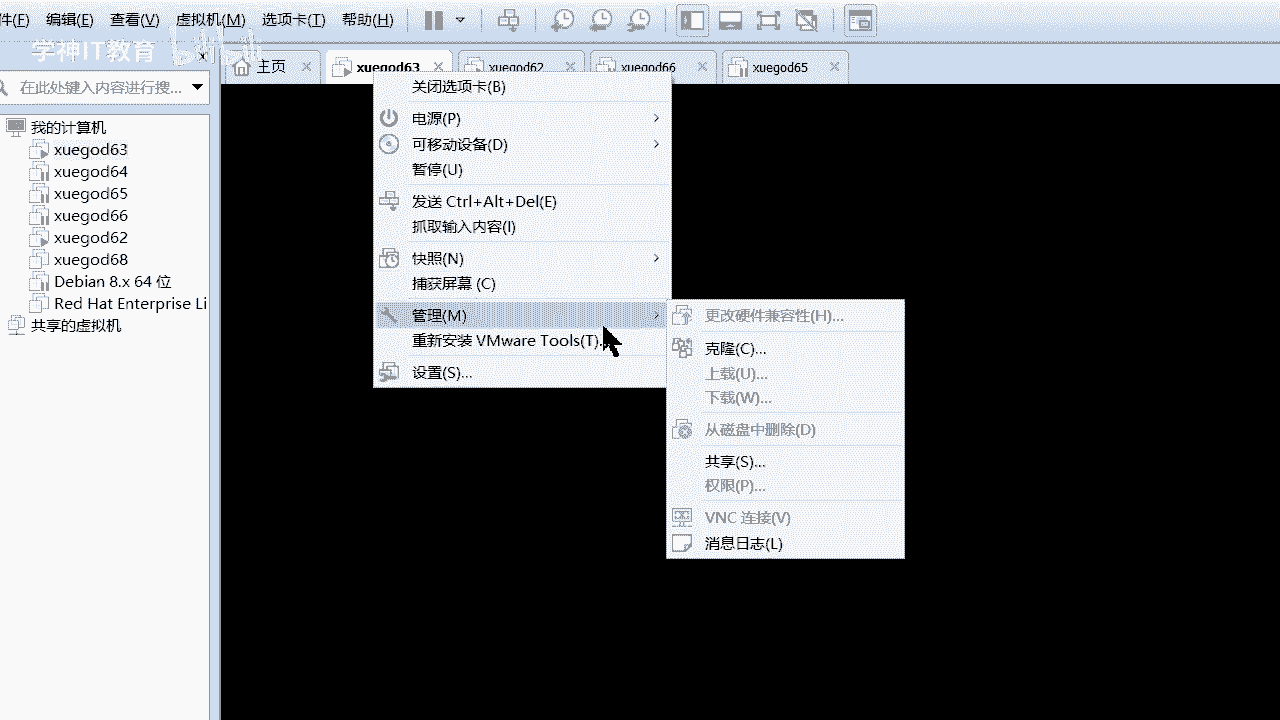 件(F) 编辑(E) 查看(V) 虚拟机(M) 选项卡(T) 帮助(H)
学神IT教育 bilibili
主页 xuegod63 xuegod62 xuegod66 xuegod65
在此处键入内容进行搜...
我的计算机
xuegod63
xuegod64
xuegod65
xuegod66
xuegod62
xuegod68
Debian 8.x 64 位
Red Hat Enterprise Li
共享的虚拟机
关闭选项卡(B)
电源(P)
可移动设备(D)
暂停(U)
发送 Ctrl+Alt+Del(E)
抓取输入内容(I)
快照(N)
捕获屏幕 (C)
管理(M)
重新安装 VMware Tools(T)...
设置(S)...
更改硬件兼容性(H)...
克隆(C)...
上载(U)...
下载(W)...
从磁盘中删除(D)
共享(S)...
权限(P)...
VNC 连接(V)
消息日志(L)